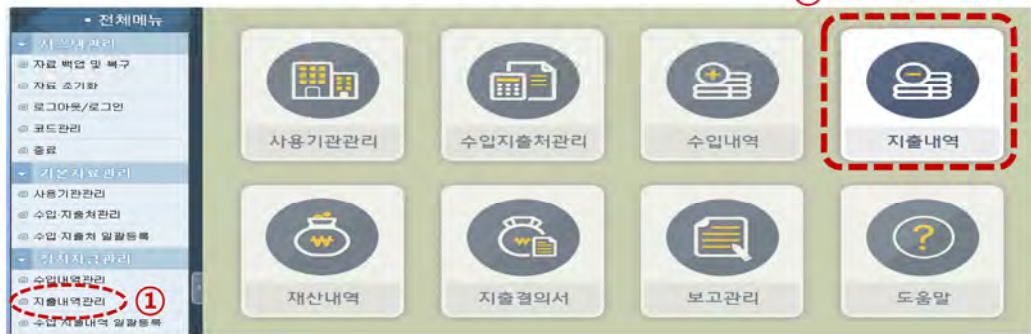 • 전체메뉴
시스템관리
자료 백업 및 복구
자료 초기화
로그아웃/로그인
코드관리
종료
기본자료관리
사용기관관리
수입·지출처관리
수입·지출처 일괄등록
정치자금관리
수입내역관리
지출내역관리 ①
수입·지출내역 일괄등록
사용기관관리
수입지출처관리
수입내역
지출내역
재산내역
지출결의서
보고관리
도움말